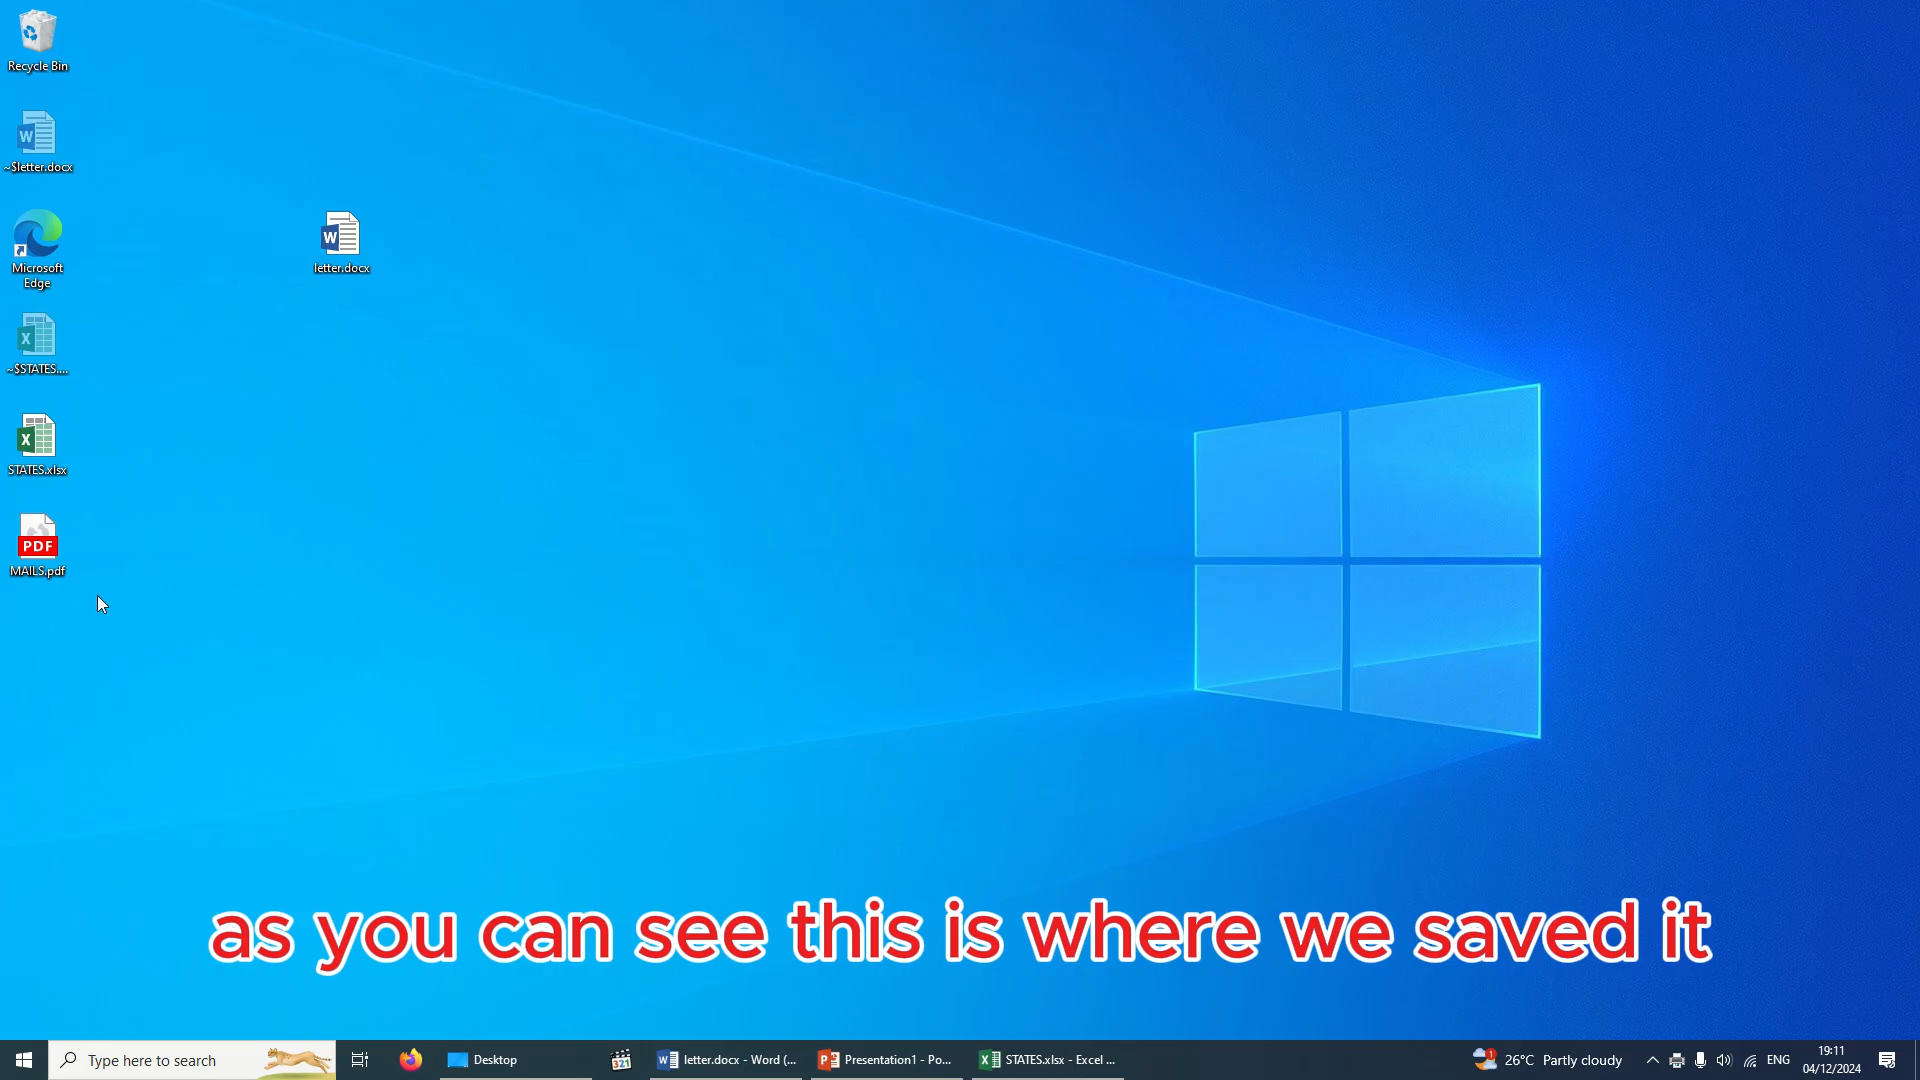 Recycle Bin
~$letter.docx
Microsoft
Edge
letter.docx
~$STATES....
STATES.xlsx
PDF
MAILS.pdf
as you can see this is where we saved it
Type here to search
Desktop
321
letter.docx - Word (...
Presentation1 - Po...
STATES.xlsx - Excel ...
1
26°C Partly cloudy
ENG
19:11
04/12/2024